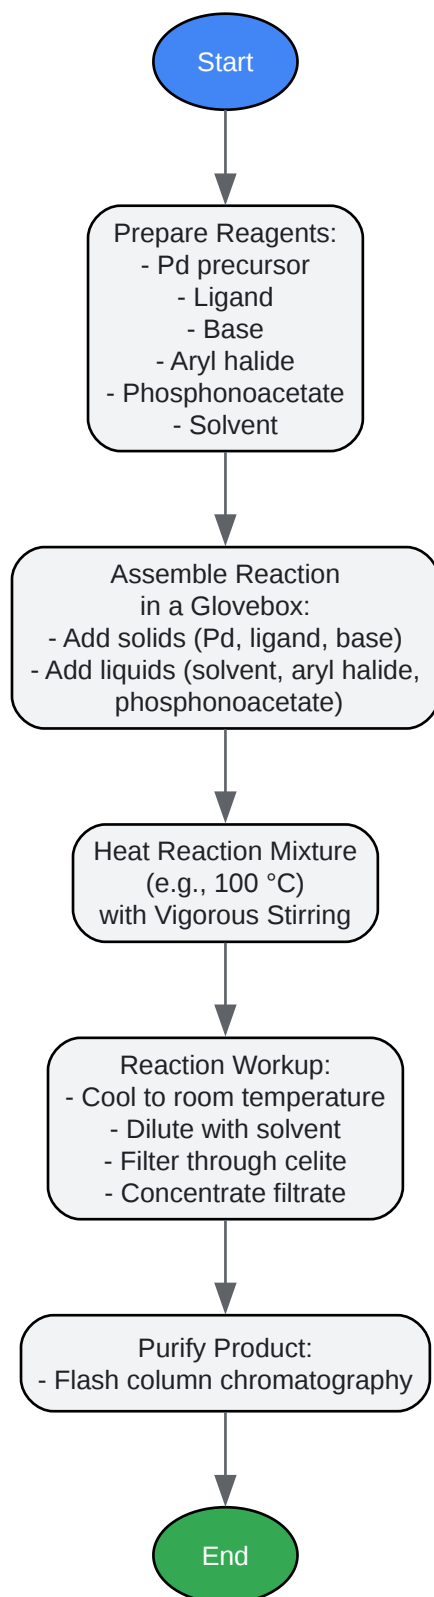 Start
Prepare Reagents:
- Pd precursor
- Ligand
- Base
- Aryl halide
- Phosphonoacetate
- Solvent
Assemble Reaction
in a Glovebox:
- Add solids (Pd, ligand, base)
- Add liquids (solvent, aryl halide,
phosphonoacetate)
Heat Reaction Mixture
(e.g., 100 °C)
with Vigorous Stirring
Reaction Workup:
- Cool to room temperature
- Dilute with solvent
- Filter through celite
- Concentrate filtrate
Purify Product:
- Flash column chromatography
End